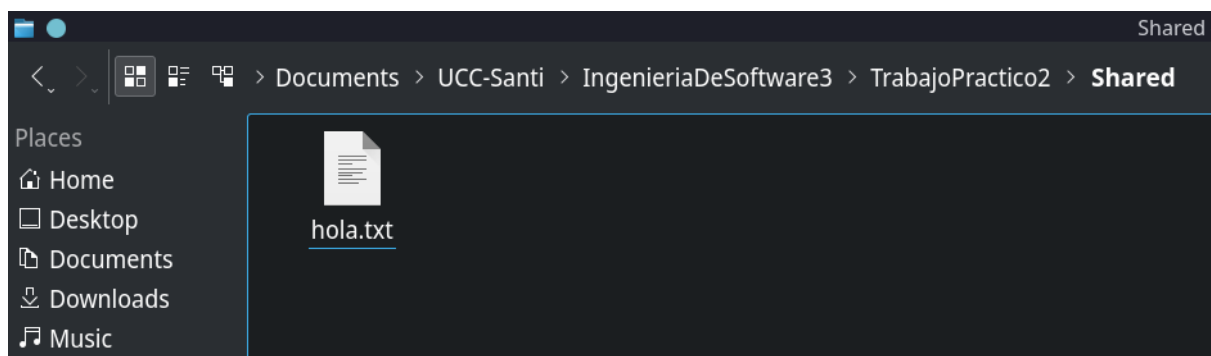 Shared
> Documents > UCC-Santi > IngenieriaDeSoftware3 > TrabajoPractico2 > Shared
Places
Home
Desktop
Documents
Downloads
Music
hola.txt